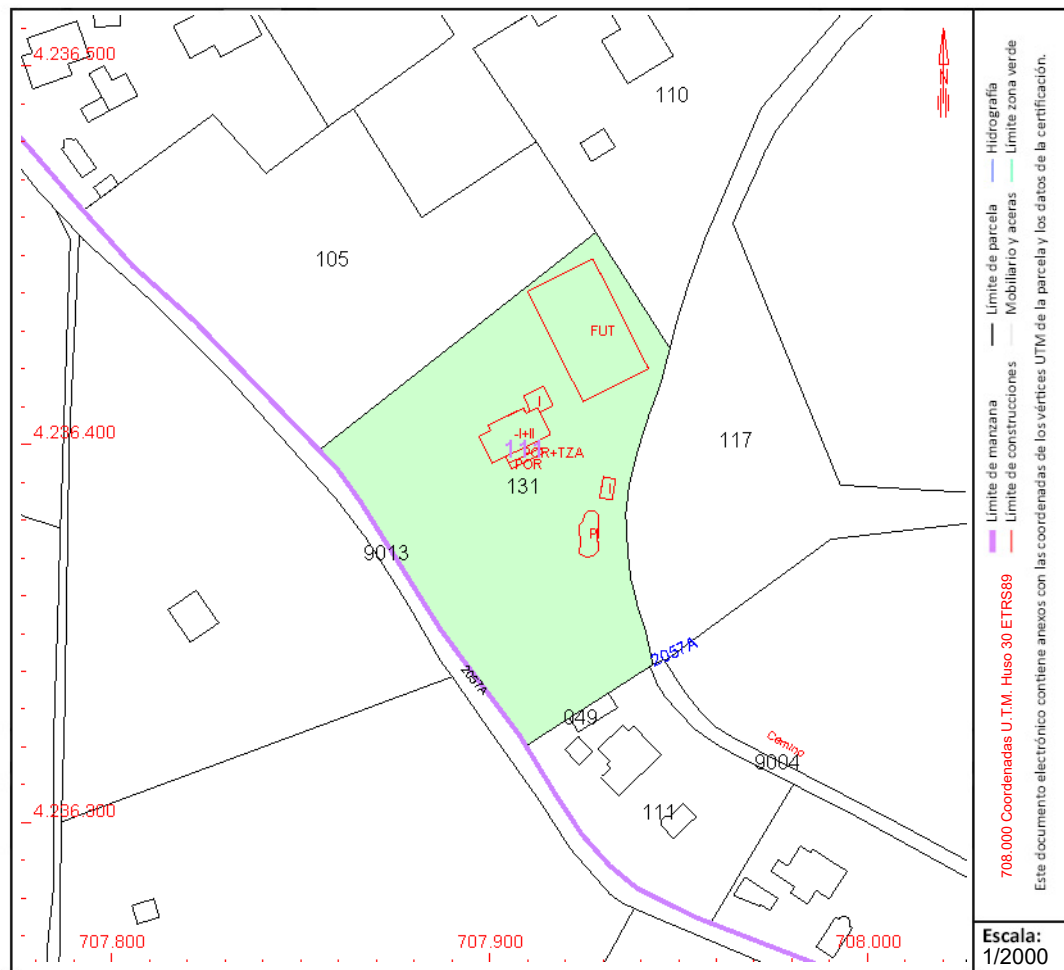 4.236.500
110
105
FUT
I
4.236.400
-I+II
POR+TZA
POR
117
131
I
PI
9013
2057A
2057A
049
Camino
9004
4.236.300
111
707.800
707.900
708.000
N
Límite de manzana
Límite de parcela
Hidrografía
708.000 Coordenadas U.T.M. Huso 30 ETRS89
Límite de construcciones
Mobiliario y aceras
Límite zona verde
Este documento electrónico contiene anexos con las coordenadas de los vértices UTM de la parcela y los datos de la certificación.
Escala:
1/2000